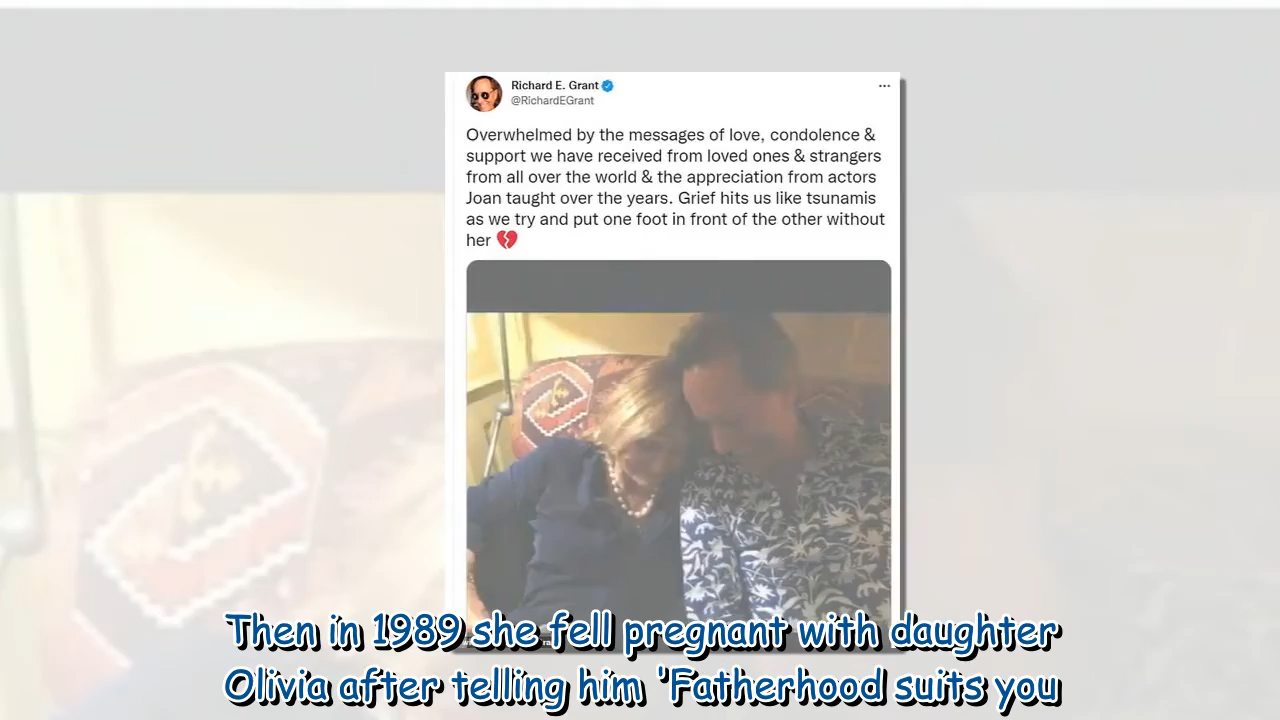 Richard E. Grant
@RichardEGrant
Overwhelmed by the messages of love, condolence &
support we have received from loved ones & strangers
from all over the world & the appreciation from actors
Joan taught over the years. Grief hits us like tsunamis
as we try and put one foot in front of the other without
her 💔
Then in 1989 she fell pregnant with daughter
Olivia after telling him 'Fatherhood suits you